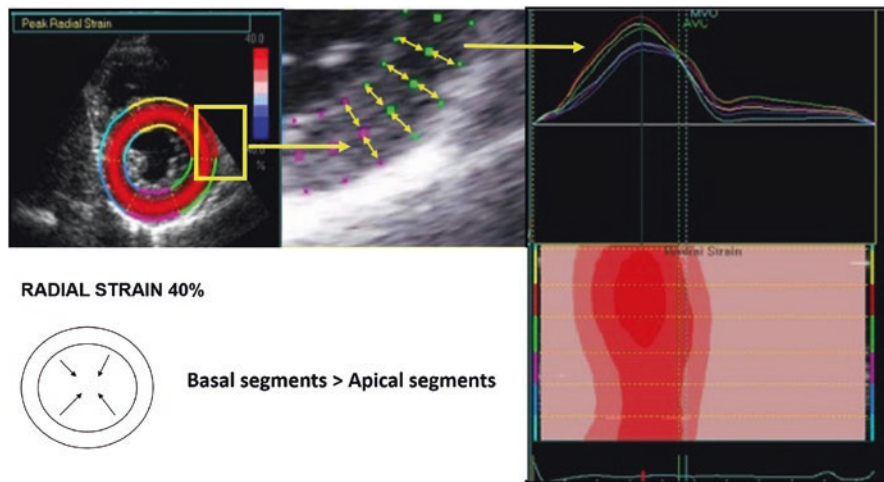 Peak Radial Strain
40.0
%
MVO
AVC
Radial Strain
RADIAL STRAIN 40%
Basal segments > Apical segments